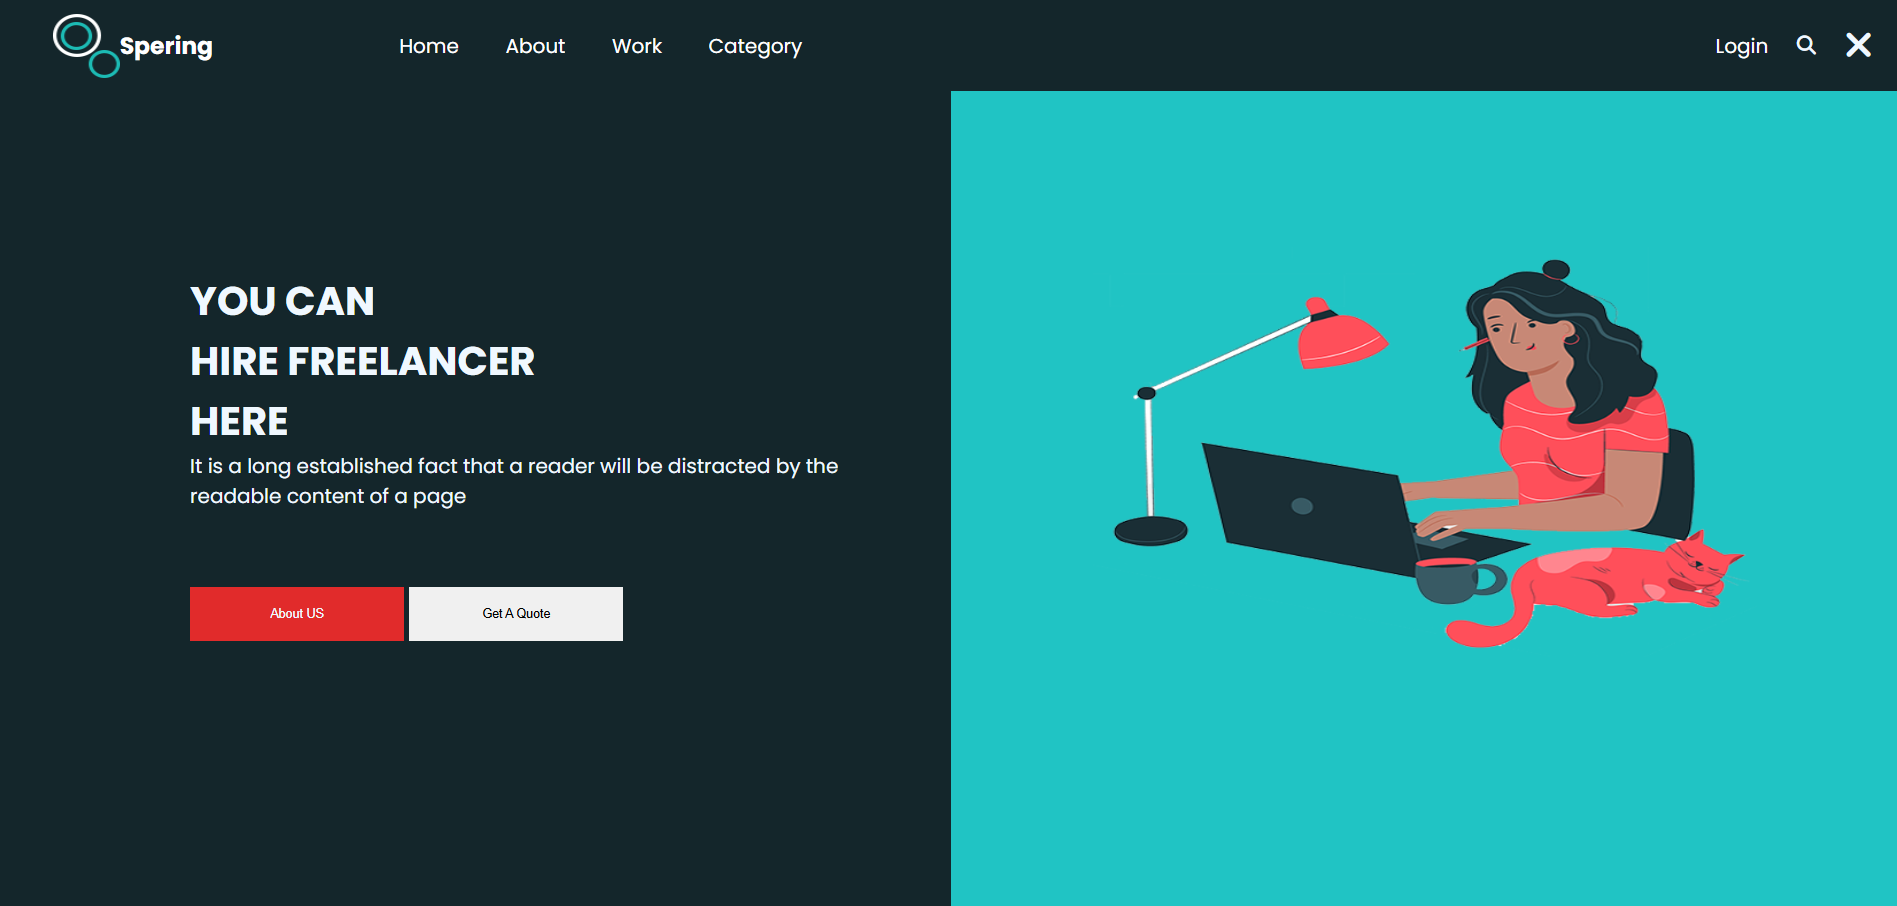 Spering
Home About Work Category
Login
YOU CAN
HIRE FREELANCER
HERE
It is a long established fact that a reader will be distracted by the
readable content of a page
About US
Get A Quote